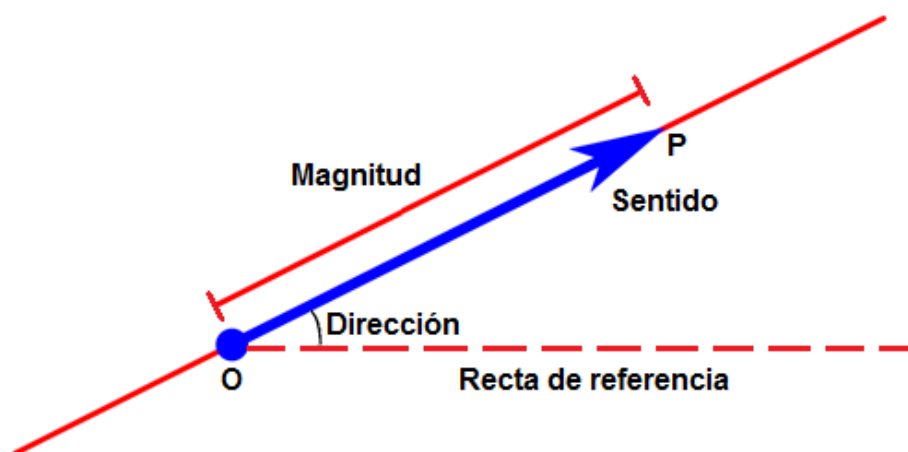 P
Magnitud
Sentido
Dirección
O
Recta de referencia